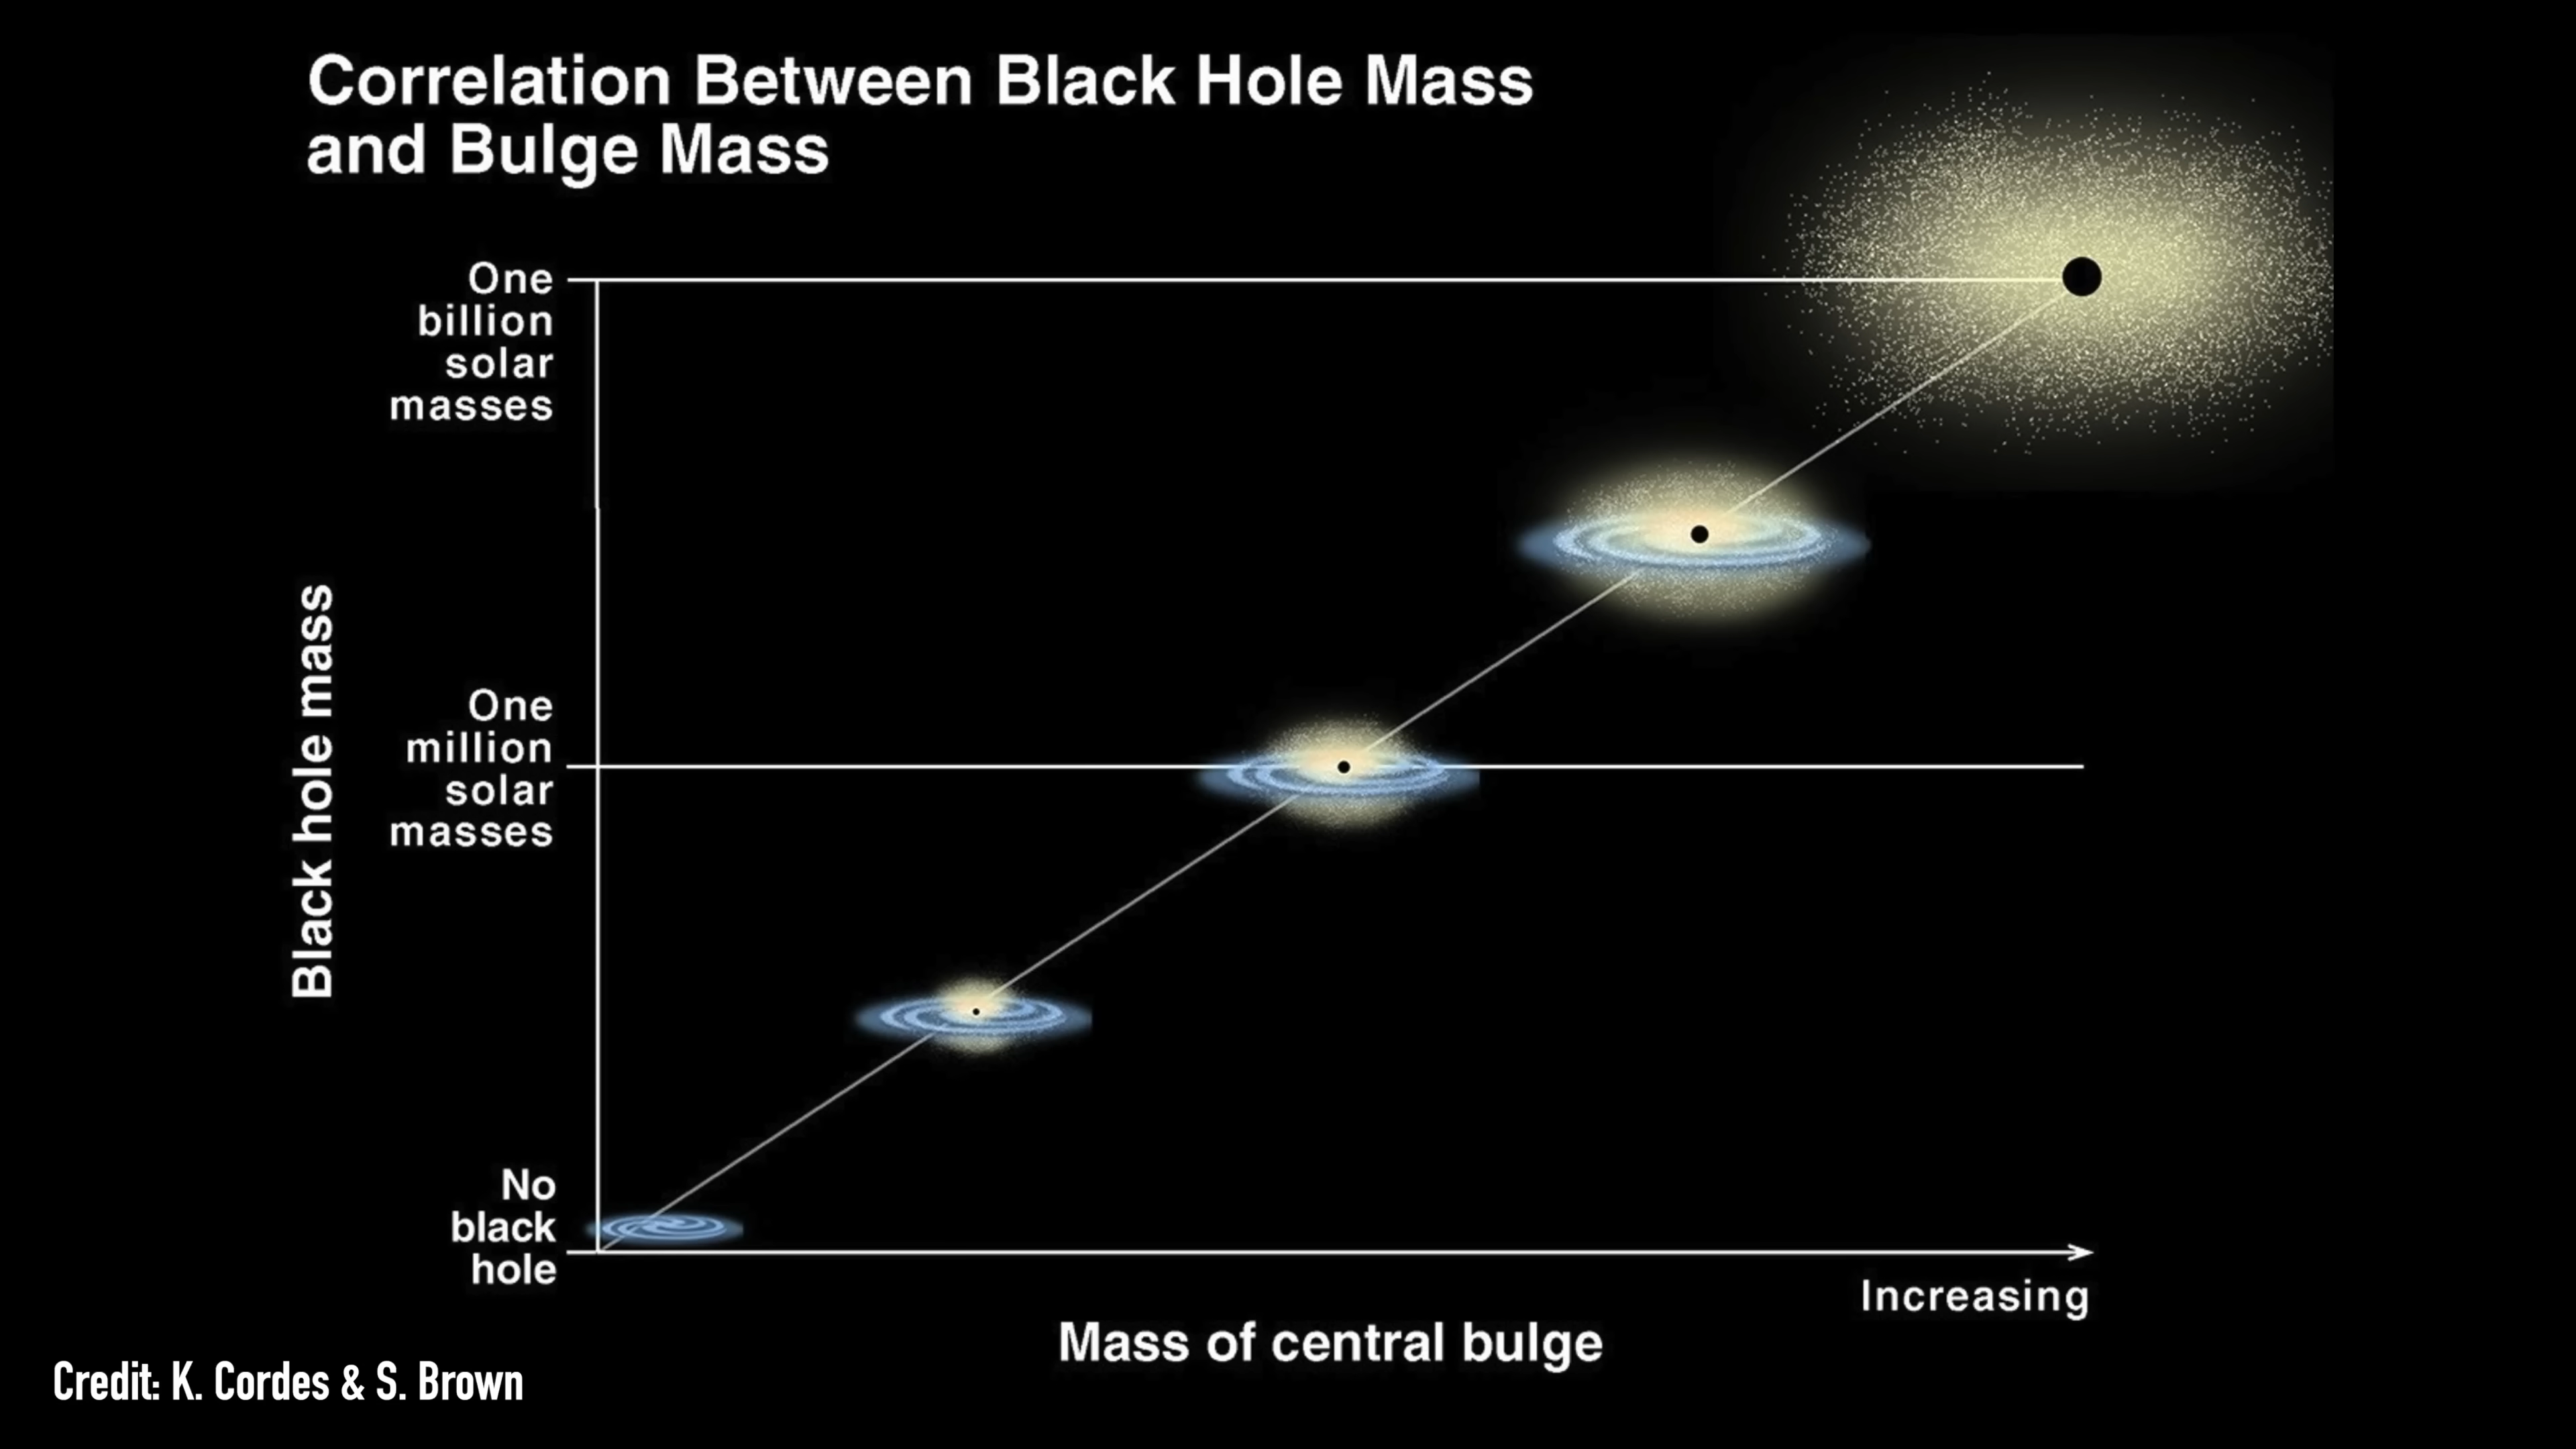 Correlation Between Black Hole Mass
and Bulge Mass
One
billion
solar
masses
Black hole mass
One
million
solar
masses
No
black
hole
Increasing
Mass of central bulge
Credit: K. Cordes & S. Brown